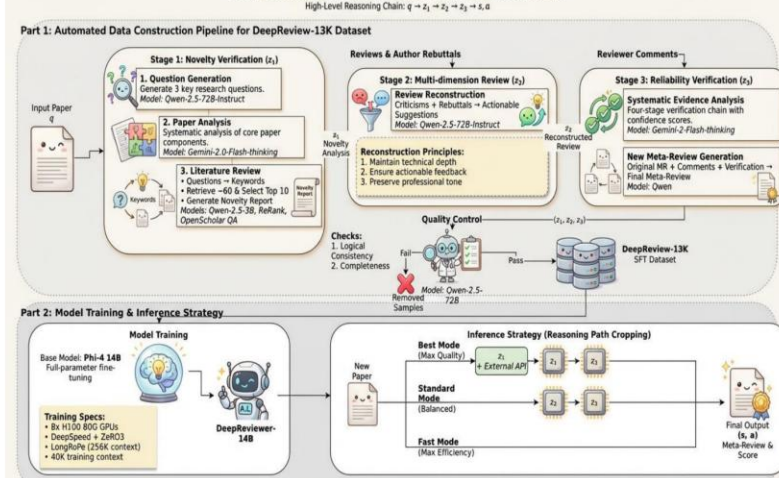 High-Level Reasoning Chain: q → z₁ → z₂ → z₃ → s, a
Part 1: Automated Data Construction Pipeline for DeepReview-13K Dataset
Stage 1: Novelty Verification (z₁)
1. Question Generation
Generate 3 key research questions.
Model: Qwen-2.5-72B-Instruct
Input Paper
q
2. Paper Analysis
Systematic analysis of core paper
components.
Model: Gemini-2.0-Flash-thinking
3. Literature Review
• Questions → Keywords
• Retrieve ~60 & Select Top 10
• Generate Novelty Report
Models: Qwen-2.5-3B, ReRank,
OpenScholar QA
Keywords
Novelty
Report
z₁
Novelty
Analysis
Reviews & Author Rebuttals
Stage 2: Multi-dimension Review (z₂)
Review Reconstruction
Criticisms + Rebuttals → Actionable
Suggestions
Model: Qwen-2.5-72B-Instruct
Reconstruction Principles:
1. Maintain technical depth
2. Ensure actionable feedback
3. Preserve professional tone
z₂
Reconstructed
Review
Reviewer Comments
Stage 3: Reliability Verification (z₃)
Systematic Evidence Analysis
Four-stage verification chain with
confidence scores.
Model: Gemini-2-Flash-thinking
New Meta-Review Generation
Original MR + Comments + Verification →
Final Meta-Review
Model: Qwen
Quality Control
(z₁, z₂, z₃)
Checks:
1. Logical
Consistency
2. Completeness
Fail
Removed
Samples
Model: Qwen-2.5-
72B
Pass
DeepReview-13K
SFT Dataset
Part 2: Model Training & Inference Strategy
Model Training
Base Model: Phi-4 14B
Full-parameter fine-
tuning
A.I.
DeepReviewer-
14B
Training Specs:
• 8x H100 80G GPUs
• DeepSpeed + ZeRO3
• LongRoPe (256K context)
• 40K training context
Inference Strategy (Reasoning Path Cropping)
New
Paper
Best Mode
(Max Quality)
z₁
+ External API
z₁
z₃
Standard
Mode
(Balanced)
z₂
z₃
Fast Mode
(Max Efficiency)
Final Output
(s, a)
Meta-Review &
Score